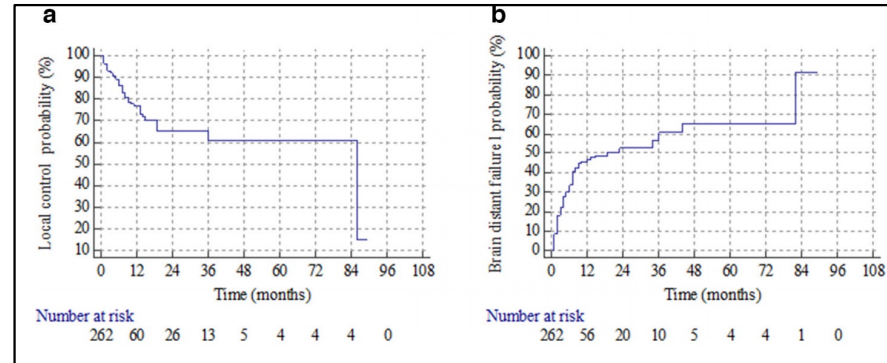 a
Local control probability (%)
100
90
80
70
60
50
40
30
20
10
0 12 24 36 48 60 72 84 96 108
Time (months)
Number at risk
262 60 26 13 5 4 4 4 0
b
Brain distant failure l probability (%)
100
90
80
70
60
50
40
30
20
10
0
0 12 24 36 48 60 72 84 96 108
Time (months)
Number at risk
262 56 20 10 5 4 4 1 0